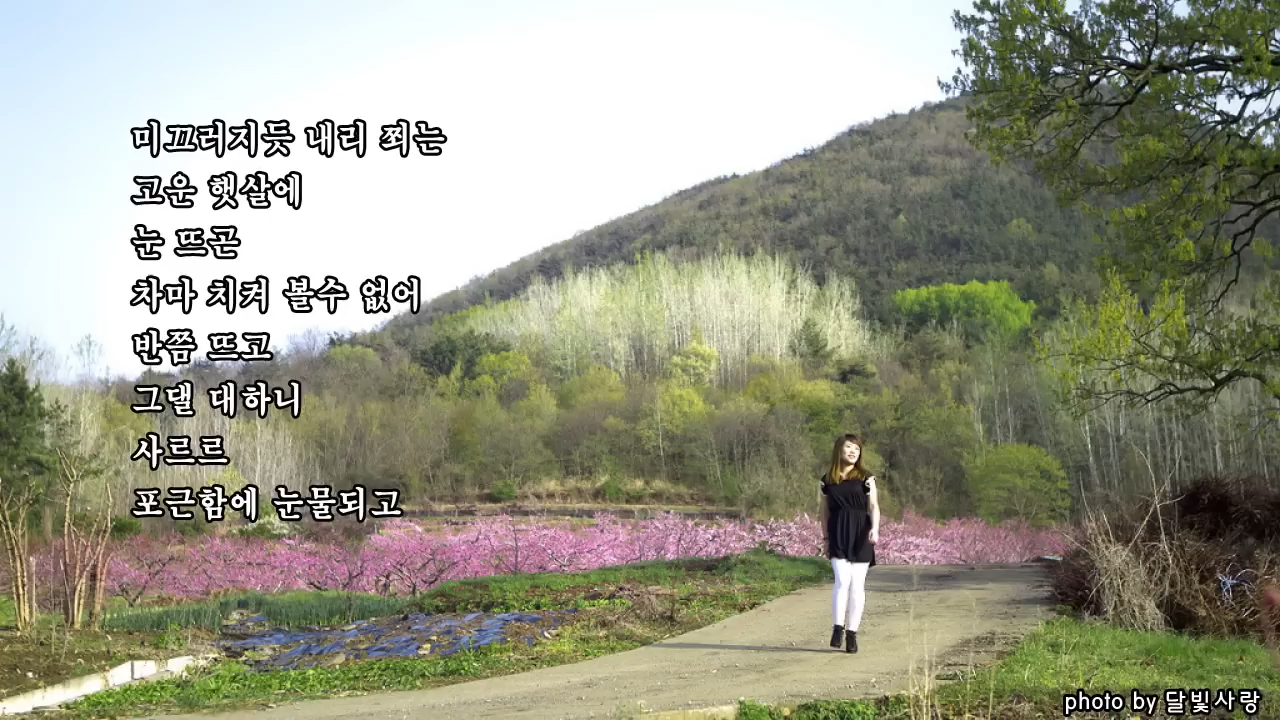 미끄러지듯 내리 쬐는
고운 햇살에
눈 뜨곤
차마 치켜 볼수 없어
반쯤 뜨고
그댈 대하니
사르르
포근함에 눈물되고
photo by 달빛사랑